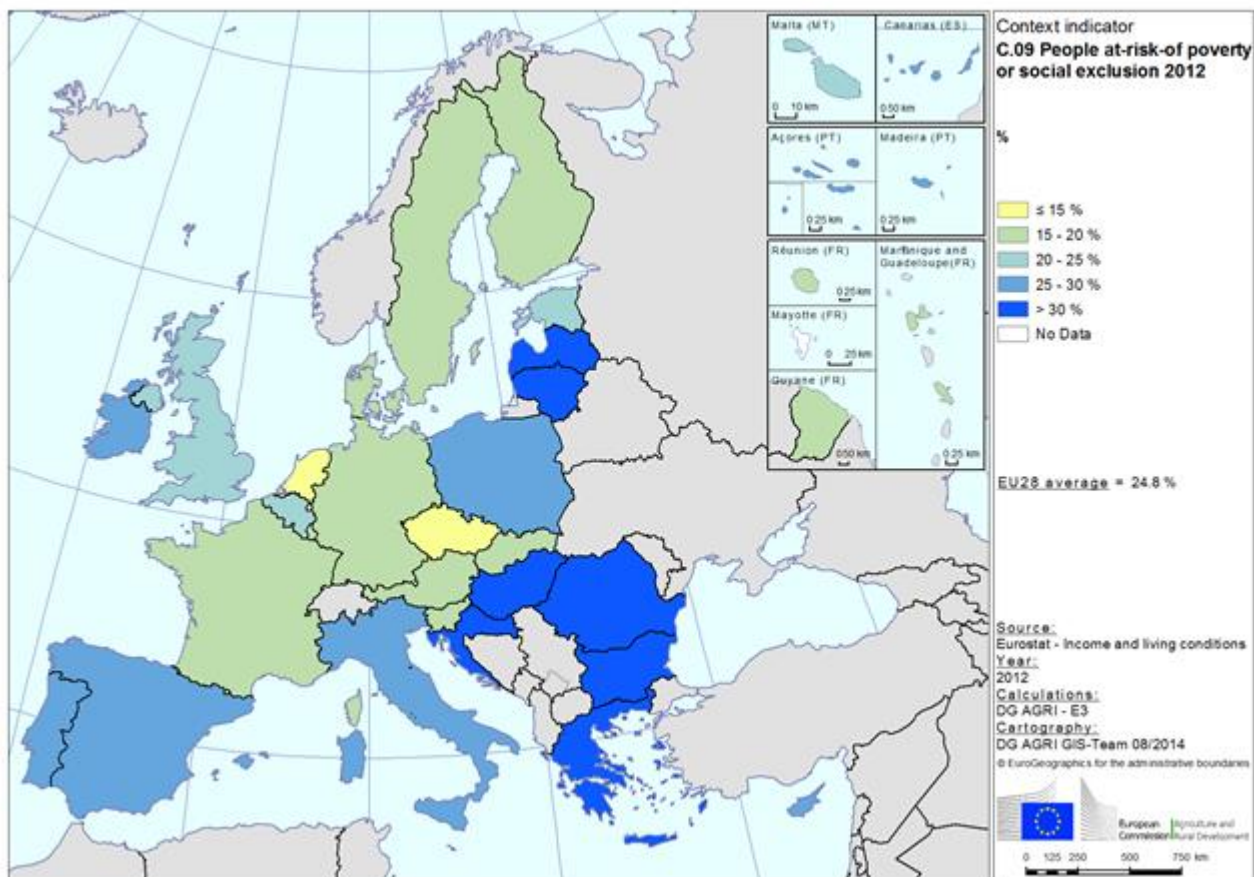 Malta (MT)
0 10 km
Canarias (ES)
0 50 km
Açores (PT)
0 25 km
Madeira (PT)
0 25 km
Réunion (FR)
0 25 km
Martinique and
Guadeloupe(FR)
0 25 km
Mayotte (FR)
0 25 km
Guyane (FR)
0 50 km
Context indicator
C.09 People at-risk-of poverty
or social exclusion 2012
%
≤ 15 %
15 - 20 %
20 - 25 %
25 - 30 %
> 30 %
No Data
EU28 average = 24.8 %
Source:
Eurostat - Income and living conditions
Year:
2012
Calculations:
DG AGRI - E3
Cartography:
DG AGRI GIS-Team 08/2014
© EuroGeographics for the administrative boundaries
European
Commission
Agriculture and
Rural Development
0 125 250 500 750 km